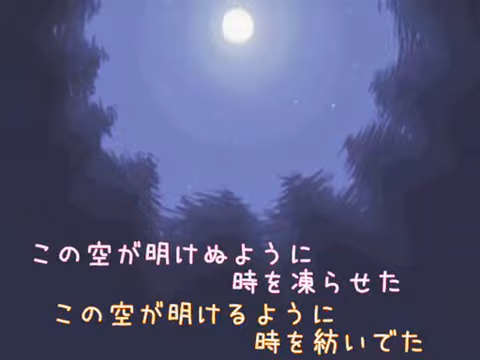 この空が明けぬように
時を凍らせた
この空が明けるように
時を紡いでた